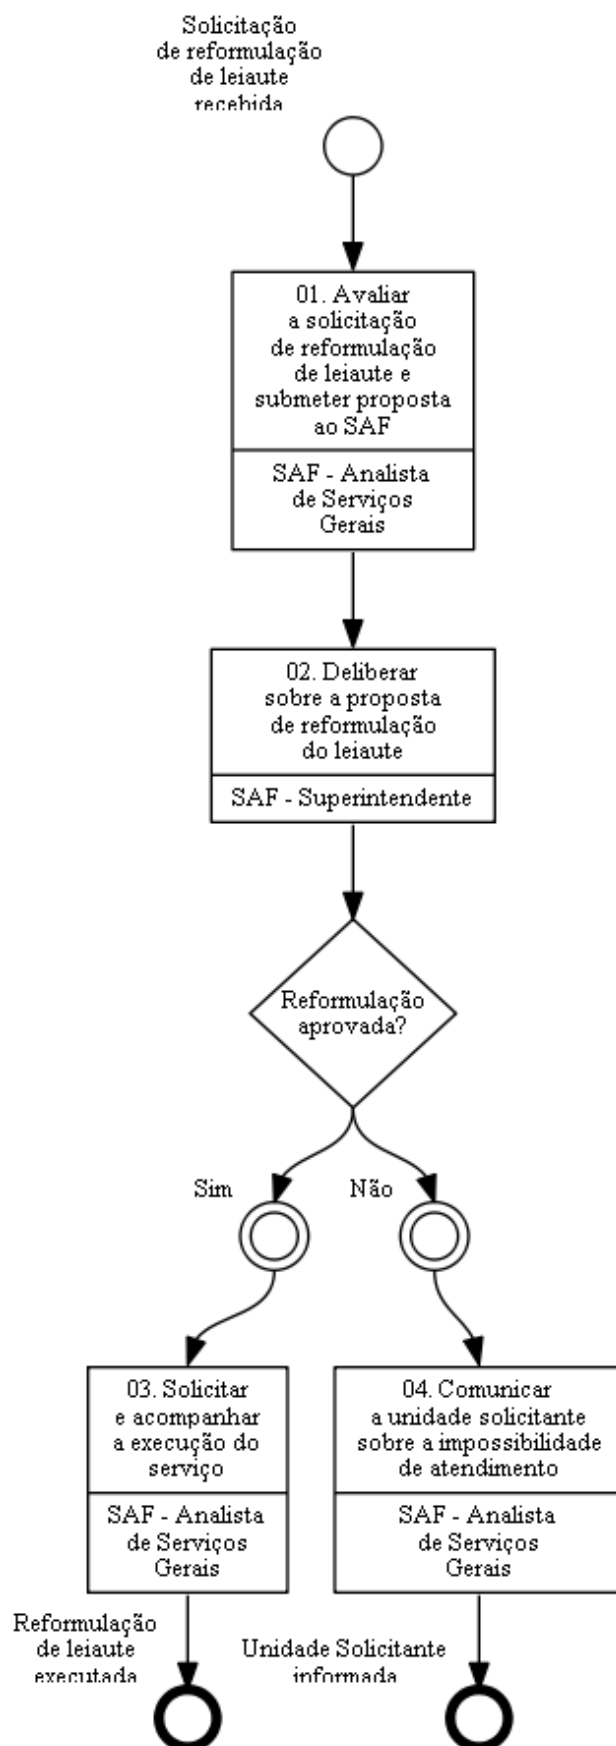 Solicitação
de reformulação
de leiaute
recebida
01. Avaliar
a solicitação
de reformulação
de leiaute e
submeter proposta
ao SAF
SAF - Analista
de Serviços
Gerais
02. Deliberar
sobre a proposta
de reformulação
do leiaute
SAF - Superintendente
Reformulação
aprovada?
Sim
Não
03. Solicitar
e acompanhar
a execução do
serviço
SAF - Analista
de Serviços
Gerais
04. Comunicar
a unidade solicitante
sobre a impossibilidade
de atendimento
SAF - Analista
de Serviços
Gerais
Reformulação
de leiaute
executada
Unidade Solicitante
informada